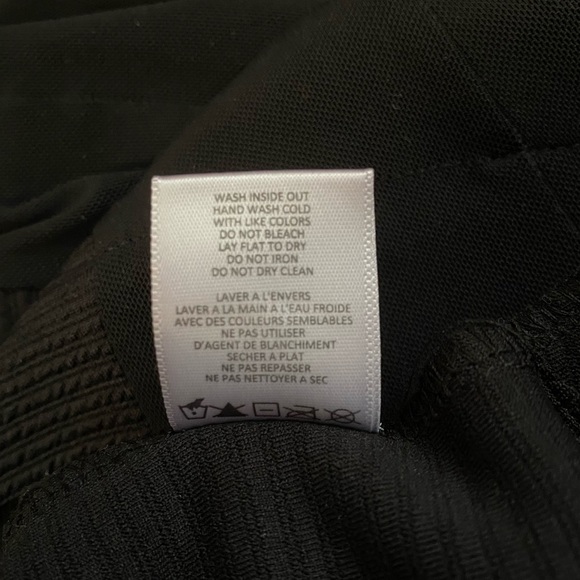 WASH INSIDE OUT
HAND WASH COLD
WITH LIKE COLORS
DO NOT BLEACH
LAY FLAT TO DRY
DO NOT IRON
DO NOT DRY CLEAN
LAVER A L'ENVERS
LAVER A LA MAIN A L'EAU FROIDE
AVEC DES COULEURS SEMBLABLES
NE PAS UTILISER
D'AGENT DE BLANCHIMENT
SECHER A PLAT
NE PAS REPASSER
NE PAS NETTOYER A SEC